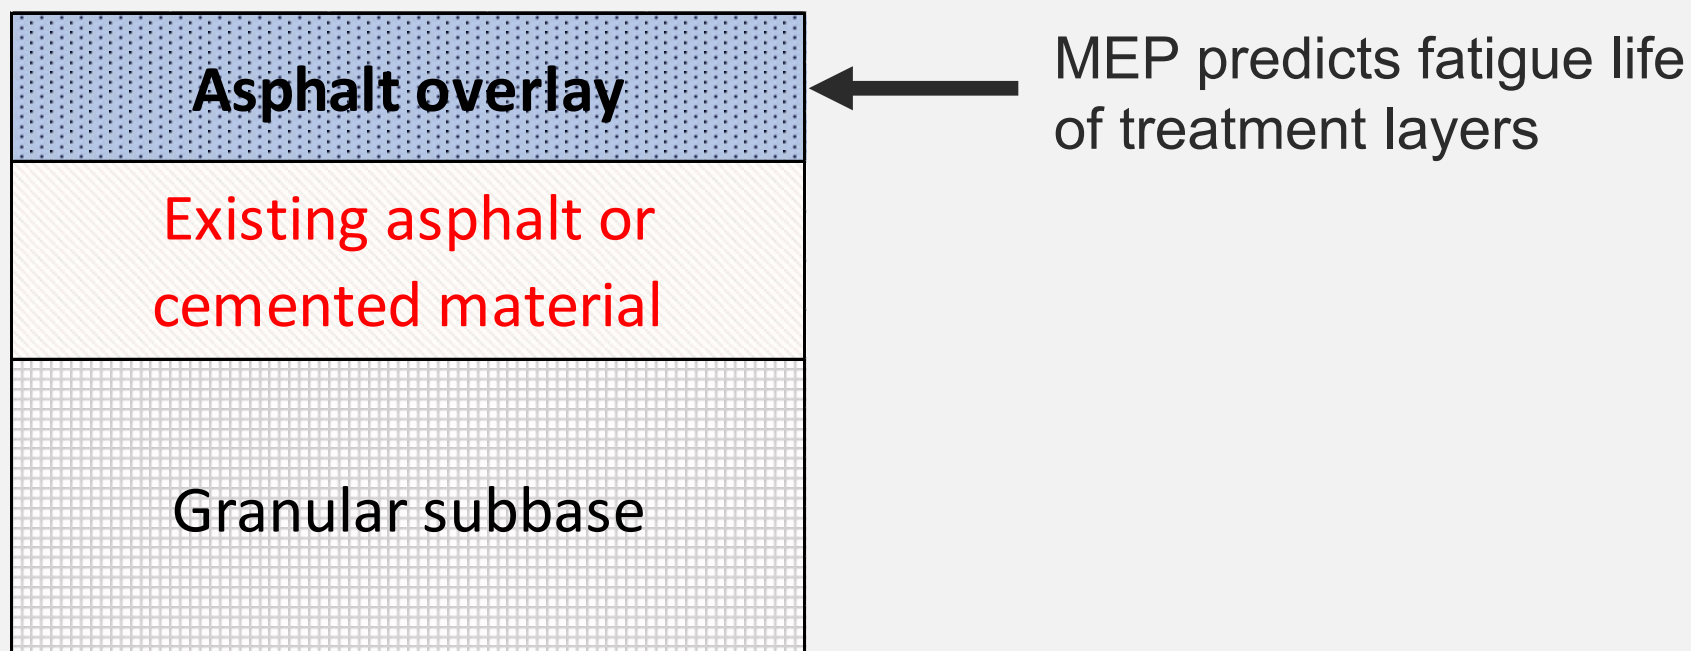 Asphalt overlay
MEP predicts fatigue life
of treatment layers
Existing asphalt or
cemented material
Granular subbase